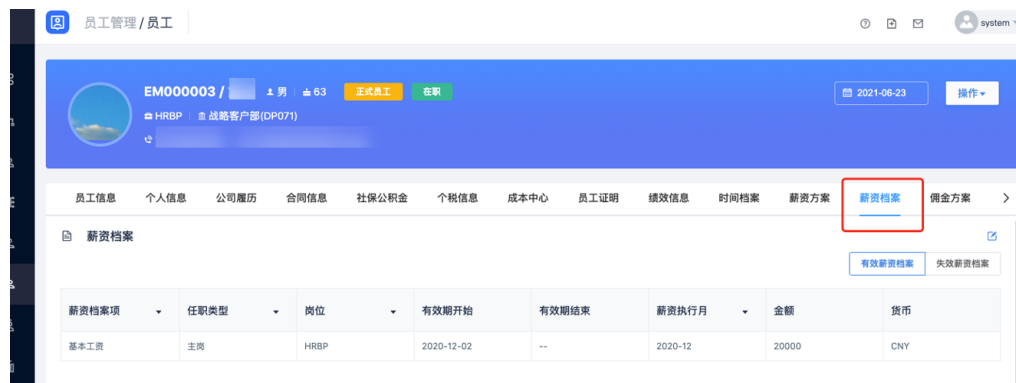 员工管理 / 员工
system
EM000003 /
男
63
正式员工
在职
2021-06-23
操作
HRBP
战略客户部(DP071)
员工信息 个人信息 公司履历 合同信息 社保公积金 个税信息 成本中心 员工证明 绩效信息 时间档案 薪资方案 薪资档案 佣金方案
薪资档案
有效薪资档案 失效薪资档案
薪资档案项 任职类型 岗位 有效期开始 有效期结束 薪资执行月 金额 货币
基本工资 主岗 HRBP 2020-12-02 -- 2020-12 20000 CNY